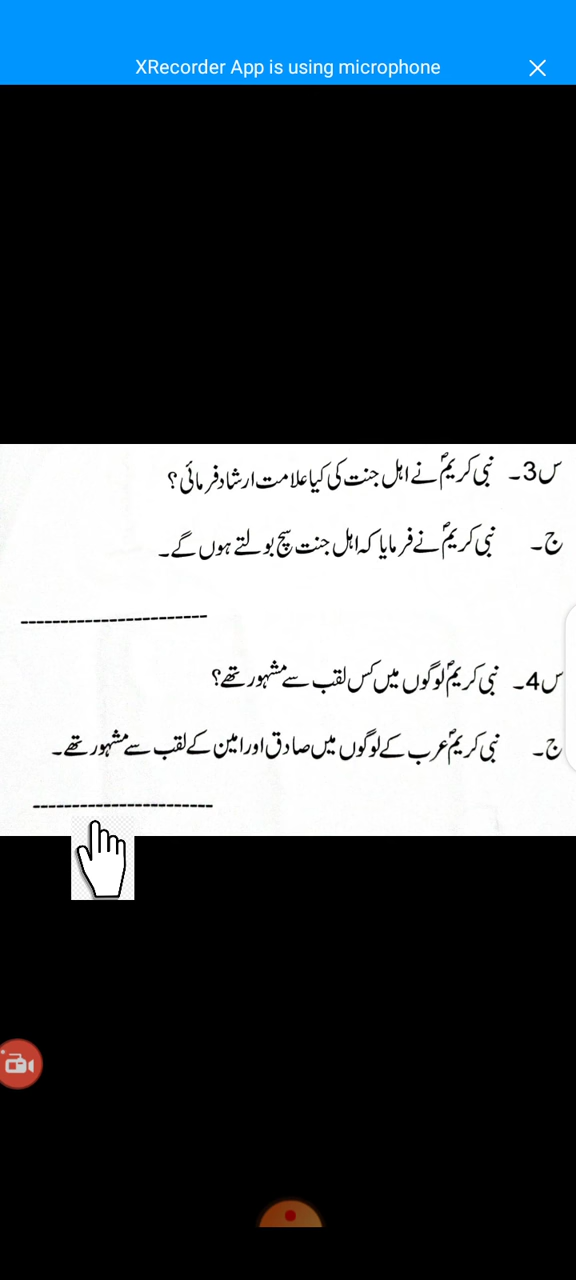 XRecorder App is using microphone
س3۔ نبی کریمؐ نے اہل جنت کی کیا علامت ارشاد فرمائی؟
ج۔ نبی کریمؐ نے فرمایا کہ اہل جنت سچ بولتے ہوں گے۔
س4۔ نبی کریمؐ لوگوں میں کس لقب سے مشہور تھے؟
ج۔ نبی کریمؐ عرب کے لوگوں میں صادق اور امین کے لقب سے مشہور تھے۔